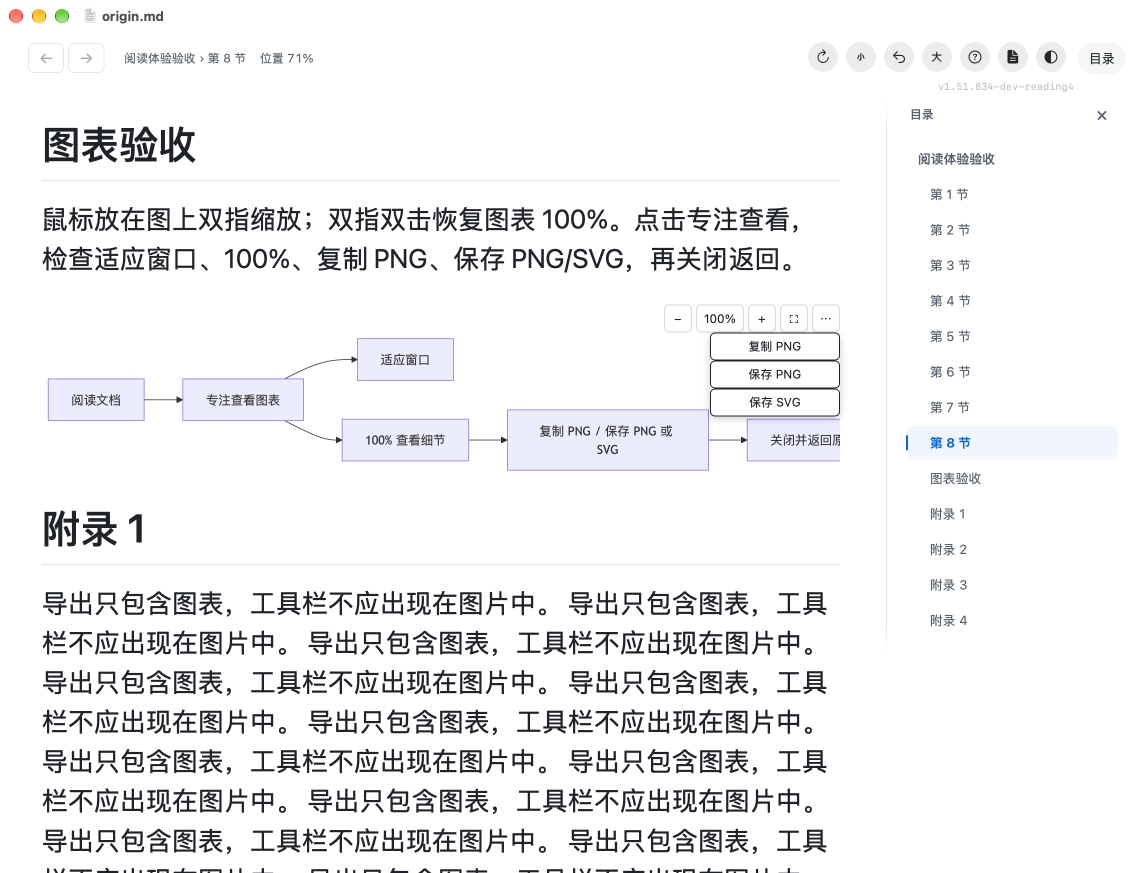 origin.md
阅读体验验收 › 第 8 节 位置 71%
小
大
目录
v1.51.834-dev-reading4
图表验收
鼠标放在图上双指缩放；双指双击恢复图表 100%。点击专注查看，
检查适应窗口、100%、复制 PNG、保存 PNG/SVG，再关闭返回。
− 100% + ⋯
复制 PNG
保存 PNG
保存 SVG
适应窗口
阅读文档
专注查看图表
100% 查看细节
复制 PNG / 保存 PNG 或
SVG
关闭并返回原
附录 1
导出只包含图表，工具栏不应出现在图片中。 导出只包含图表，工具
栏不应出现在图片中。 导出只包含图表，工具栏不应出现在图片中。
导出只包含图表，工具栏不应出现在图片中。 导出只包含图表，工具
栏不应出现在图片中。 导出只包含图表，工具栏不应出现在图片中。
导出只包含图表，工具栏不应出现在图片中。 导出只包含图表，工具
栏不应出现在图片中。 导出只包含图表，工具栏不应出现在图片中。
导出只包含图表，工具栏不应出现在图片中。 导出只包含图表，工具
目录
阅读体验验收
第 1 节
第 2 节
第 3 节
第 4 节
第 5 节
第 6 节
第 7 节
第 8 节
图表验收
附录 1
附录 2
附录 3
附录 4